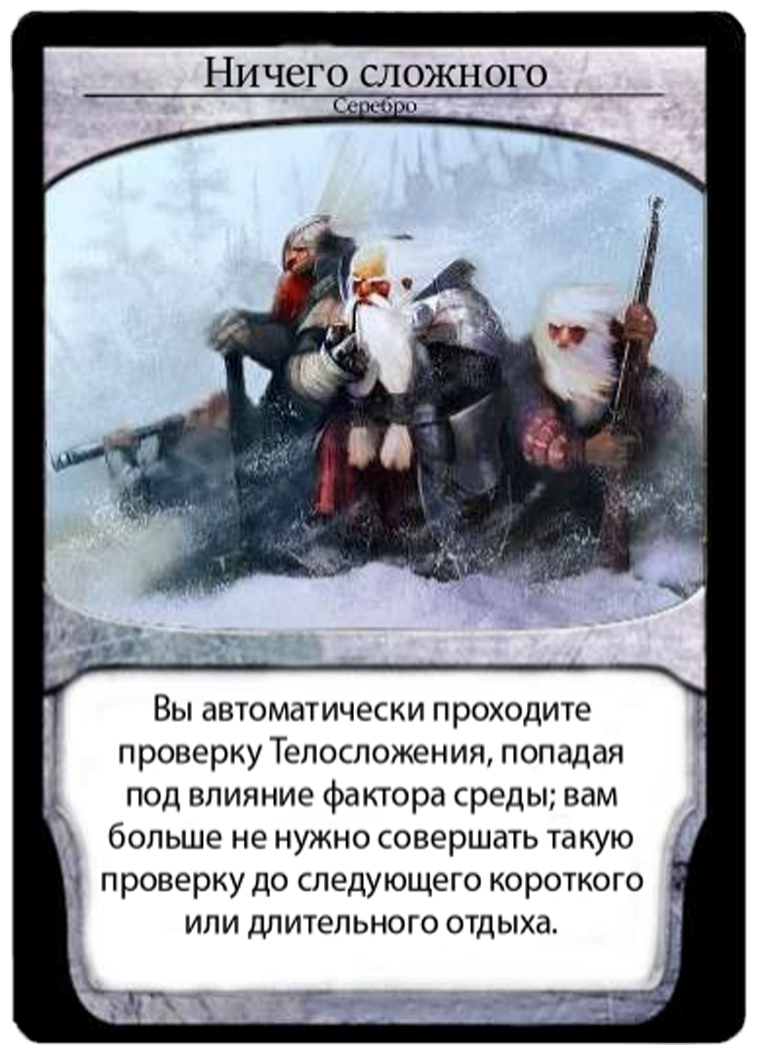 Ничего сложного
Серебро
Вы автоматически проходите
проверку Телосложения, попадая
под влияние фактора среды; вам
больше не нужно совершать такую
проверку до следующего короткого
или длительного отдыха.